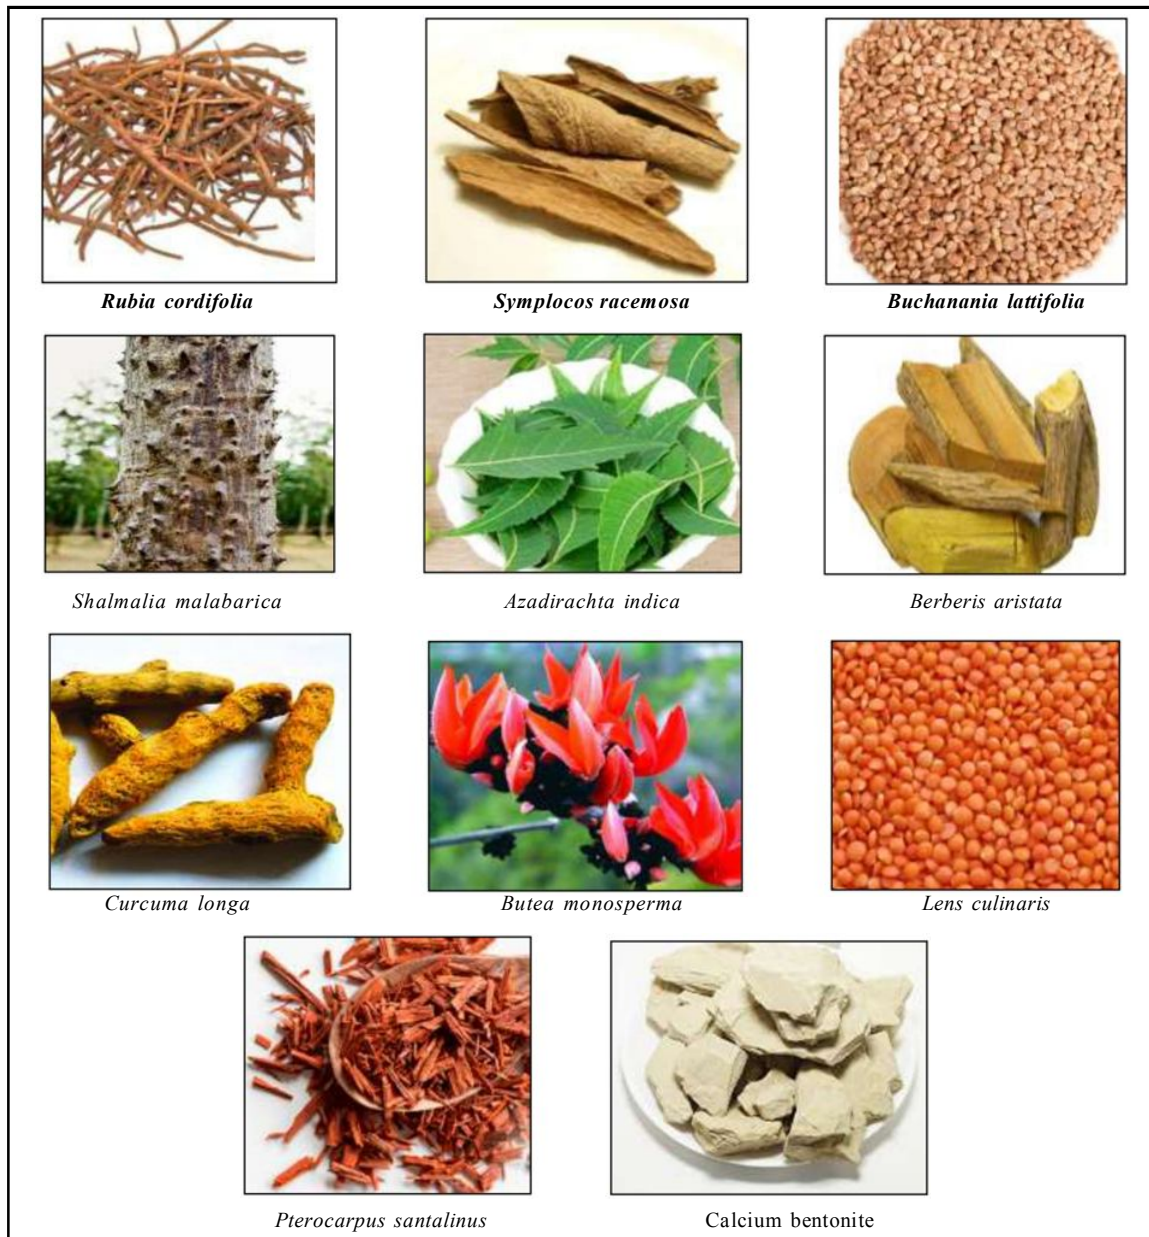 Rubia cordifolia
Symplocos racemosa
Buchanania lattifolia
Shalmalia malabarica
Azadirachta indica
Berberis aristata
Curcuma longa
Butea monosperma
Lens culinaris
Pterocarpus santalinus
Calcium bentonite